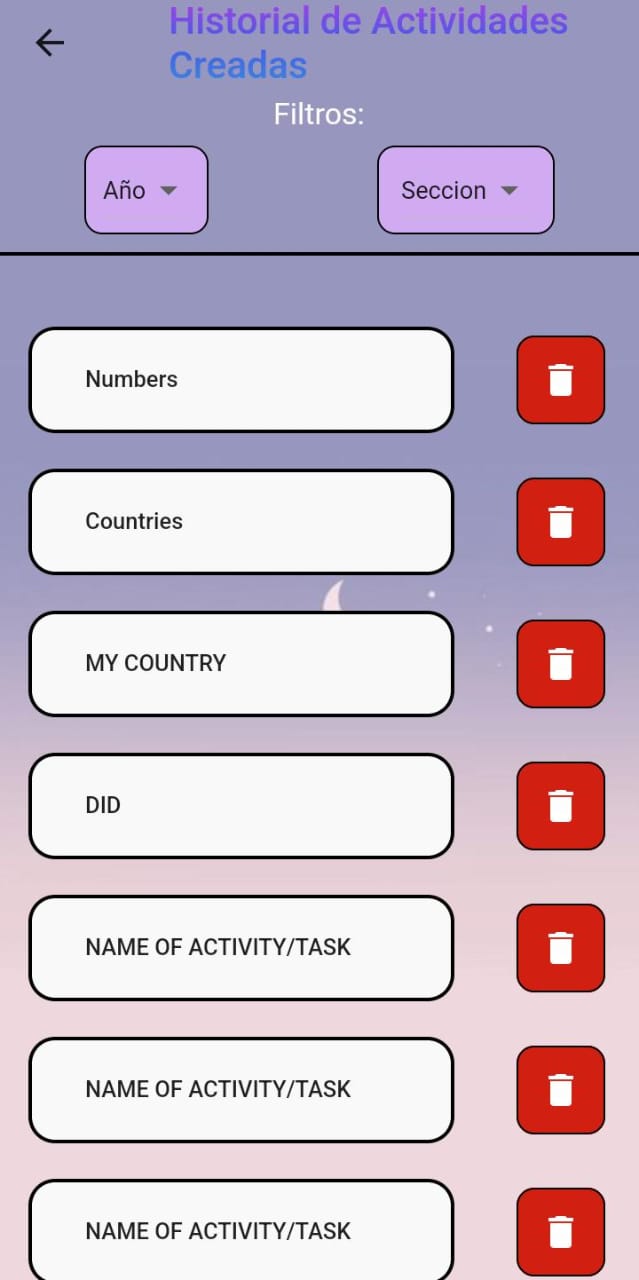 Historial de Actividades
Creadas
Filtros:
Año
Seccion
Numbers
Countries
MY COUNTRY
DID
NAME OF ACTIVITY/TASK
NAME OF ACTIVITY/TASK
NAME OF ACTIVITY/TASK